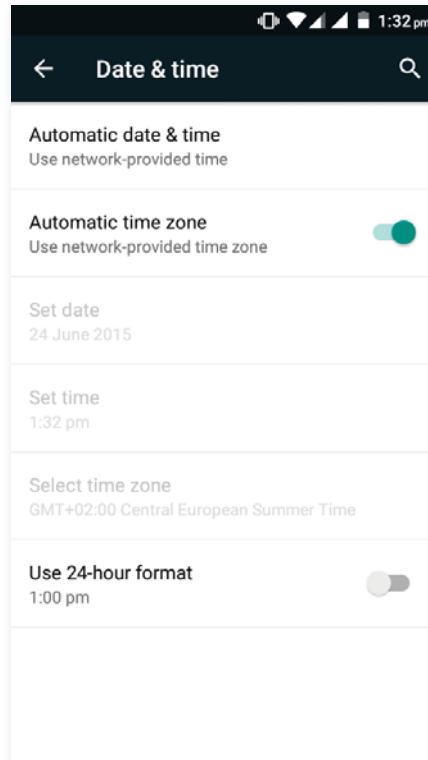 1:32 pm
Date & time
Automatic date & time
Use network-provided time
Automatic time zone
Use network-provided time zone
Set date
24 June 2015
Set time
1:32 pm
Select time zone
GMT+02:00 Central European Summer Time
Use 24-hour format
1:00 pm